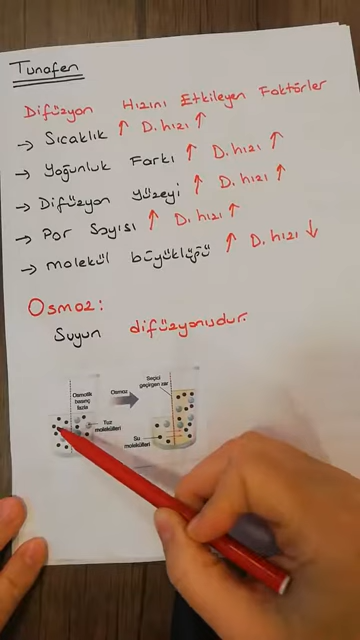 Tunafen
Difüzyon Hızını Etkileyen Faktörler
→ Sıcaklık ↑ D. hızı ↑
→ Yoğunluk Farkı ↑ D. hızı ↑
→ Difüzyon yüzeyi ↑ D. hızı ↑
→ Por Sayısı ↑ D. hızı ↑
→ molekül büyüklüğü ↑ D. hızı ↓
Osmoz:
Suyun difüzyonudur.
Osmotik basınç fazla
Osmoz
Seçici geçirgen zar
Tuz molekülleri
Su molekülleri